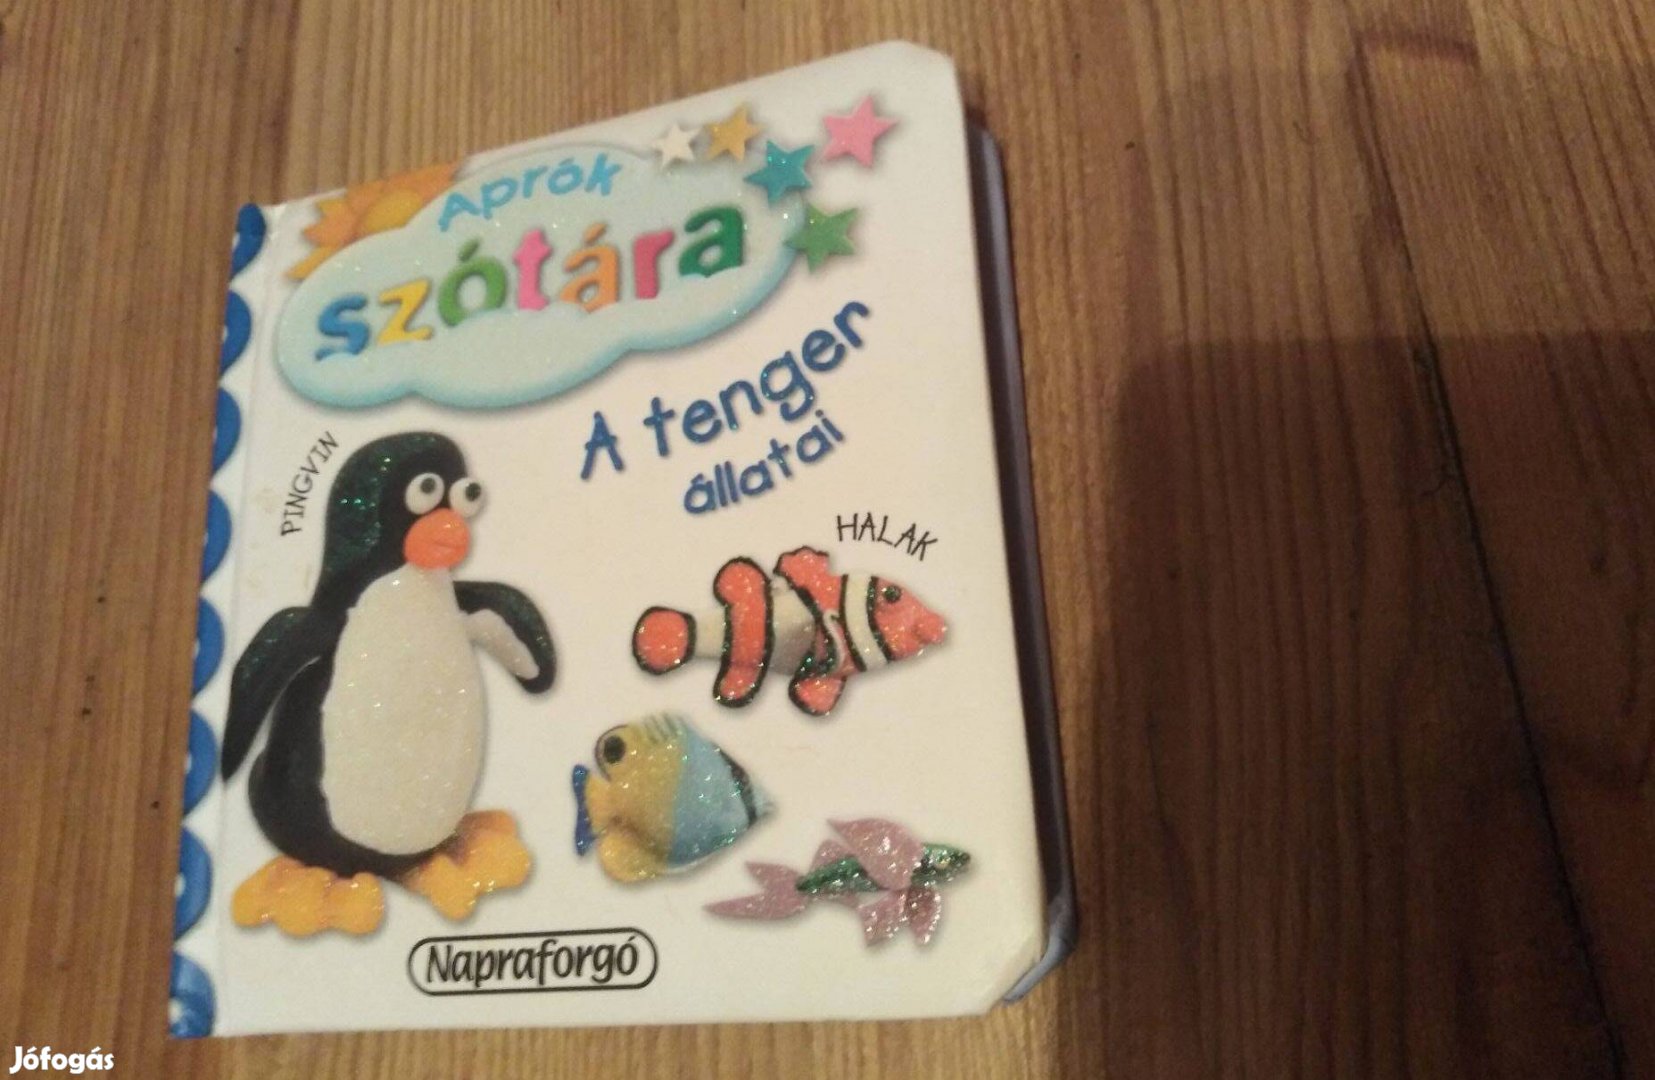 Aprók
szótára
A tenger
állatai
PINGVIN
HALAK
Napraforgó
Jófogás